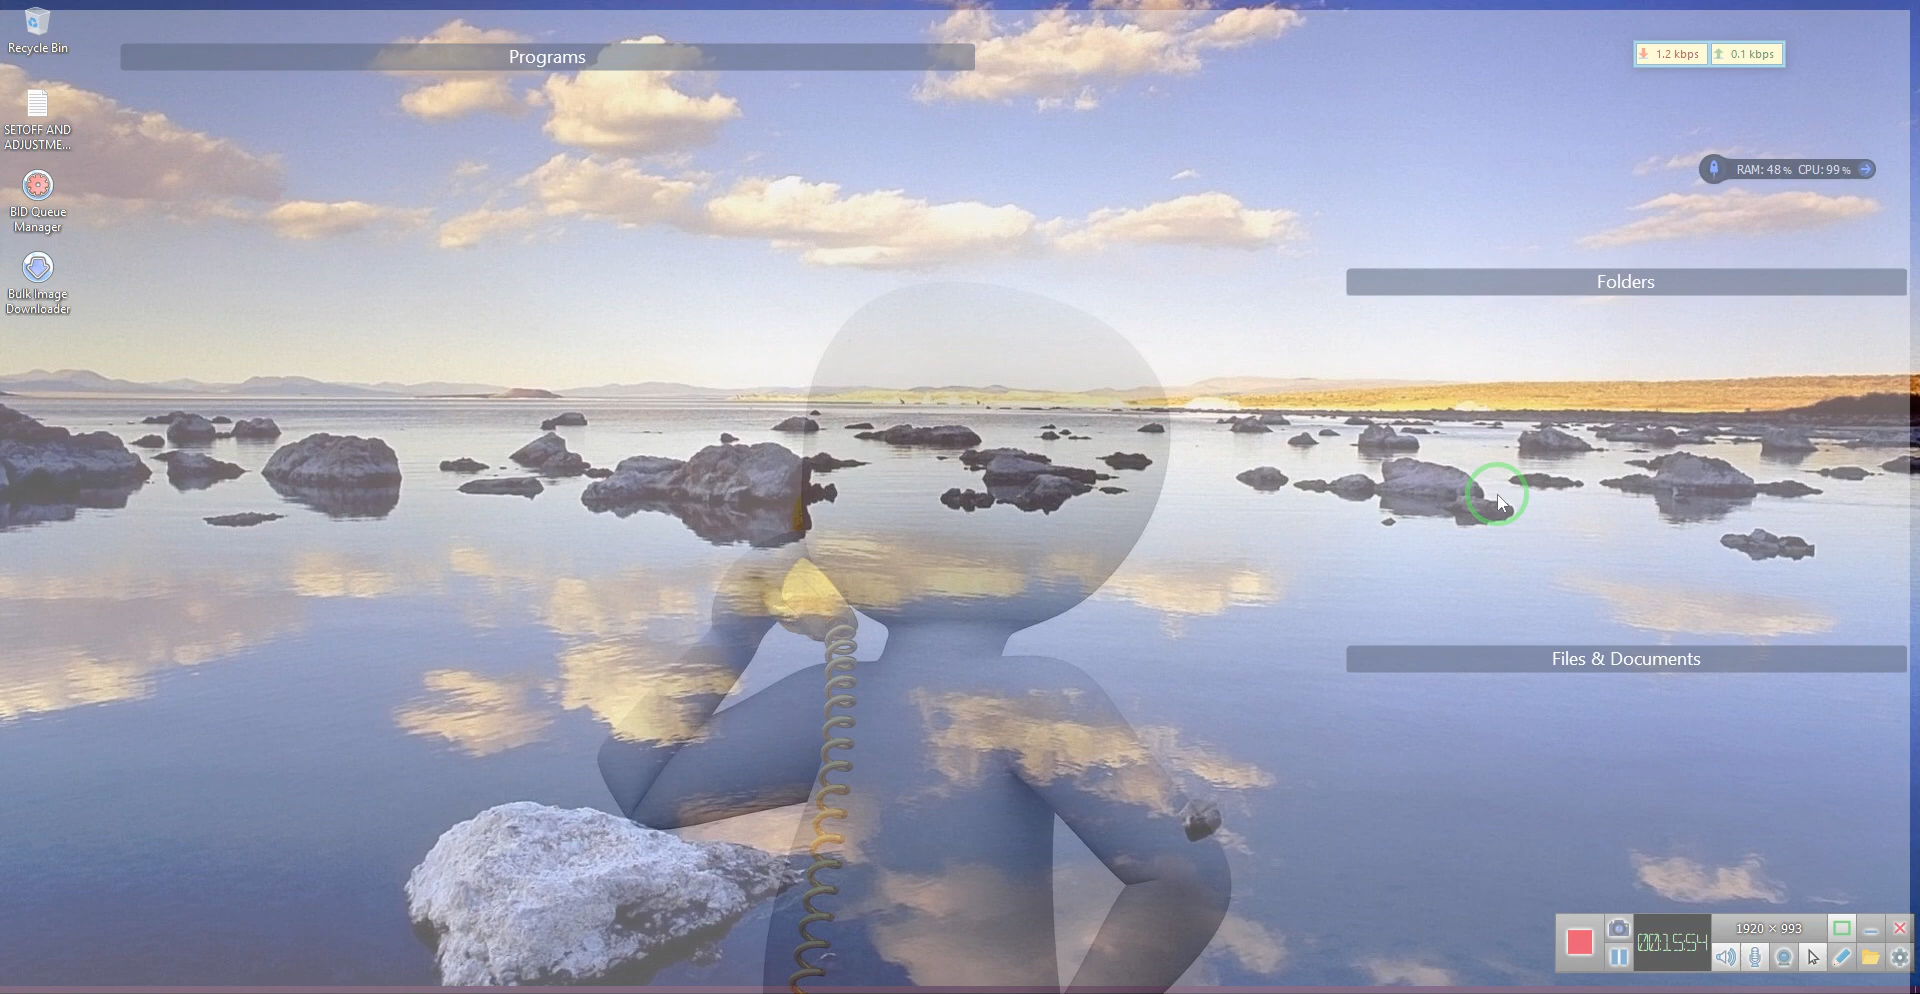 Recycle Bin
Programs
1.2 kbps
0.1 kbps
SETOFF AND
ADJUSTME...
RAM: 48% CPU: 99%
BID Queue
Manager
Folders
Bulk Image
Downloader
Files & Documents
1920 × 993
00:15:54